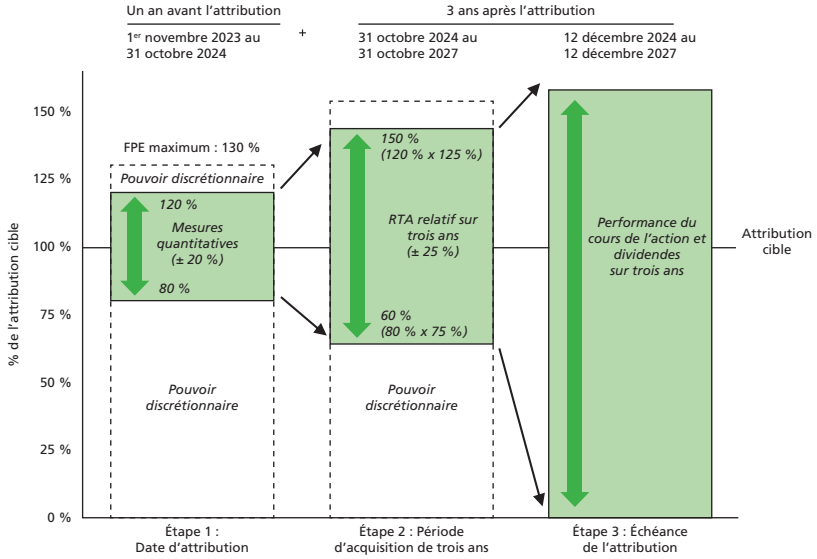 Un an avant l'attribution
3 ans après l'attribution
1er novembre 2023 au
31 octobre 2024
+
31 octobre 2024 au
31 octobre 2027
12 décembre 2024 au
12 décembre 2027
% de l'attribution cible
150 %
125 %
100 %
75 %
50 %
25 %
0 %
FPE maximum : 130 %
Pouvoir discrétionnaire
120 %
Mesures
quantitatives
(± 20 %)
80 %
Pouvoir
discrétionnaire
150 %
(120 % x 125 %)
RTA relatif sur
trois ans
(± 25 %)
60 %
(80 % x 75 %)
Pouvoir
discrétionnaire
Performance du
cours de l'action et
dividendes
sur trois ans
Attribution
cible
Étape 1 :
Date d'attribution
Étape 2 : Période
d'acquisition de trois ans
Étape 3 : Échéance
de l'attribution